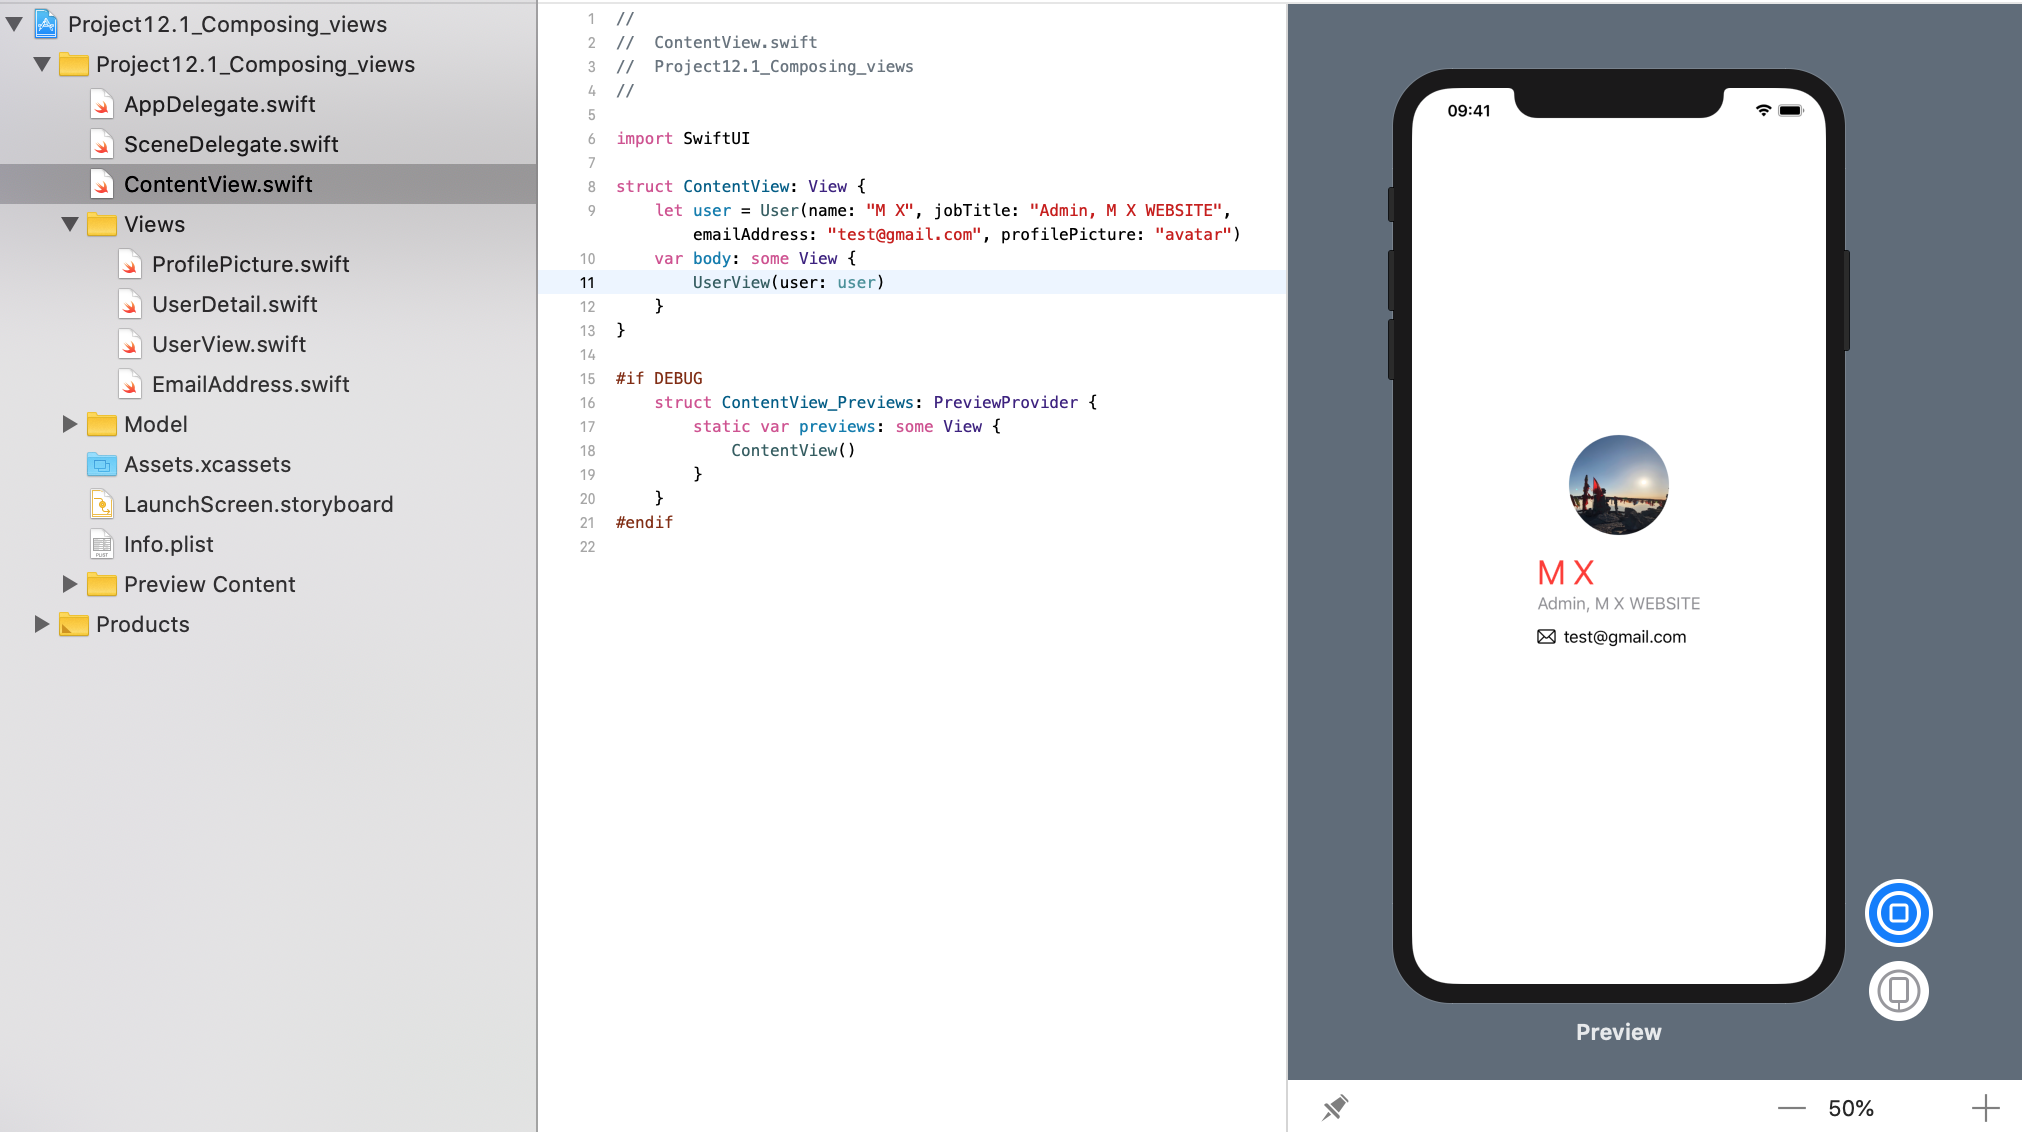 Project12.1_Composing_views
Project12.1_Composing_views
AppDelegate.swift
SceneDelegate.swift
ContentView.swift
Views
ProfilePicture.swift
UserDetail.swift
UserView.swift
EmailAddress.swift
Model
Assets.xcassets
LaunchScreen.storyboard
Info.plist
Preview Content
Products
1 //
2 //  ContentView.swift
3 //  Project12.1_Composing_views
4 //
5
6 import SwiftUI
7
8 struct ContentView: View {
9     let user = User(name: "M X", jobTitle: "Admin, M X WEBSITE",
emailAddress: "test@gmail.com", profilePicture: "avatar")
10     var body: some View {
11         UserView(user: user)
12     }
13 }
14
15 #if DEBUG
16     struct ContentView_Previews: PreviewProvider {
17         static var previews: some View {
18             ContentView()
19         }
20     }
21 #endif
22
09:41
M X
Admin, M X WEBSITE
test@gmail.com
Preview
50%